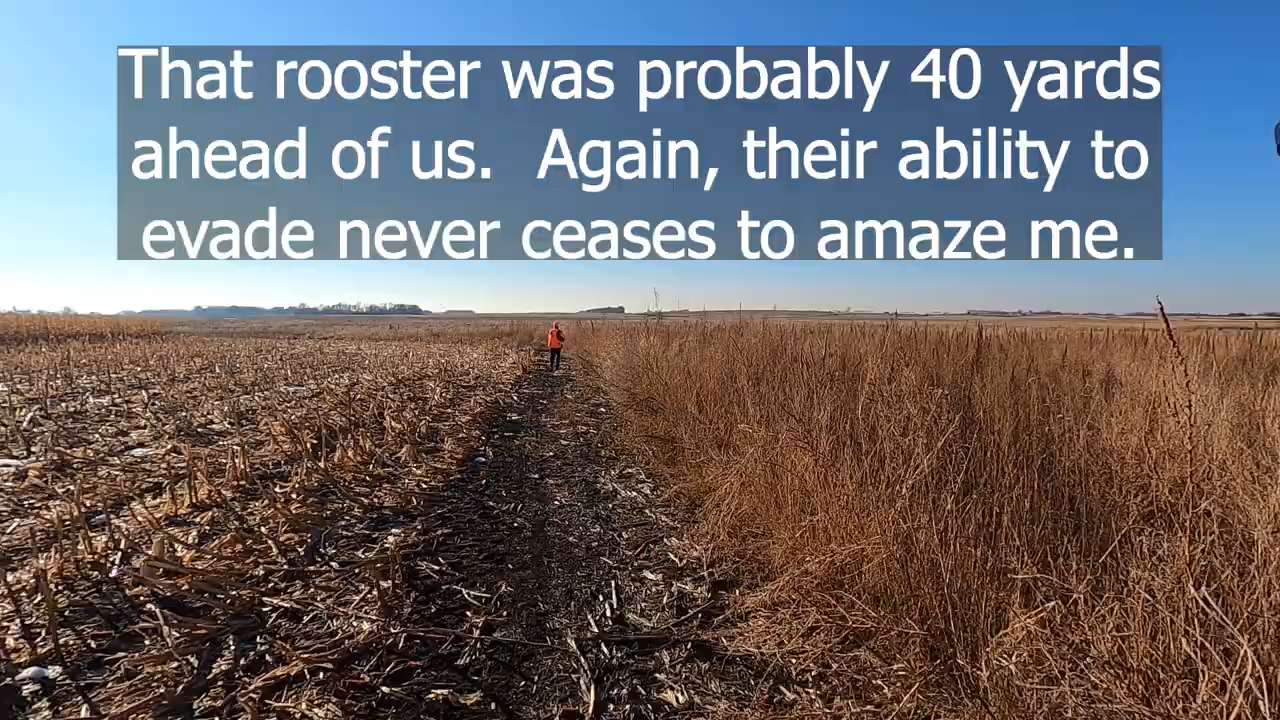 That rooster was probably 40 yards
ahead of us.  Again, their ability to
evade never ceases to amaze me.